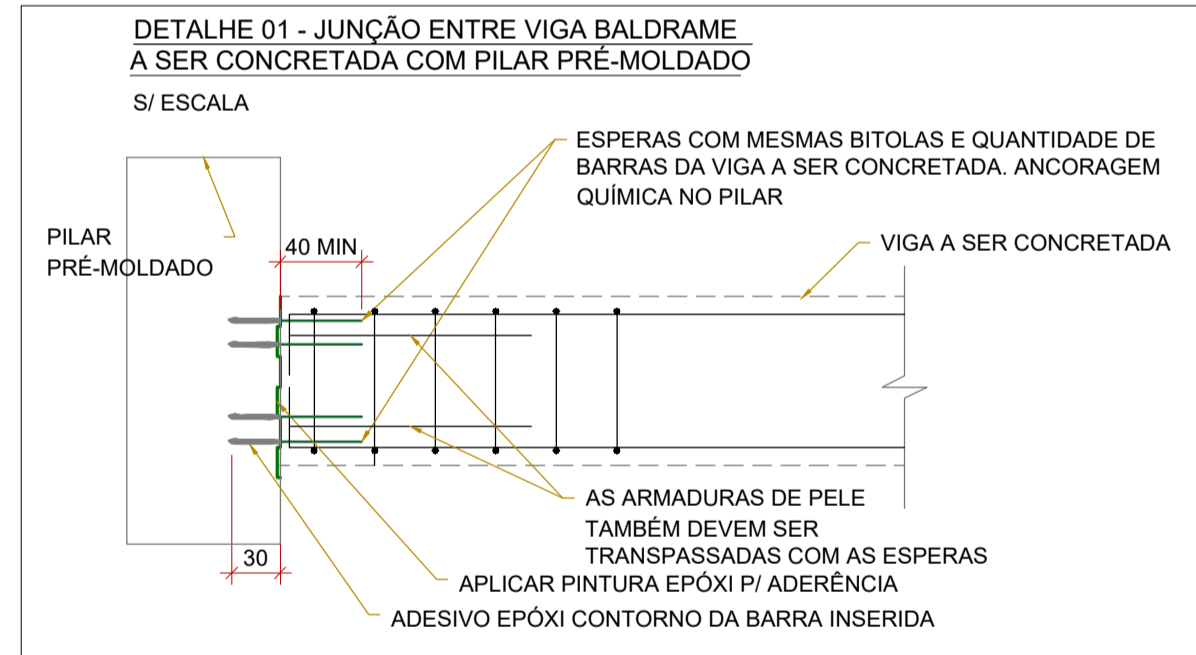 DETALHE 01 - JUNÇÃO ENTRE VIGA BALDRAME
A SER CONCRETADA COM PILAR PRÉ-MOLDADO
S/ ESCALA
ESPERAS COM MESMAS BITOLAS E QUANTIDADE DE
BARRAS DA VIGA A SER CONCRETADA. ANCORAGEM
QUÍMICA NO PILAR
PILAR
PRÉ-MOLDADO
40 MIN
VIGA A SER CONCRETADA
AS ARMADURAS DE PELE
TAMBÉM DEVEM SER
TRANSPASSADAS COM AS ESPERAS
30
APLICAR PINTURA EPÓXI P/ ADERÊNCIA
ADESIVO EPÓXI CONTORNO DA BARRA INSERIDA